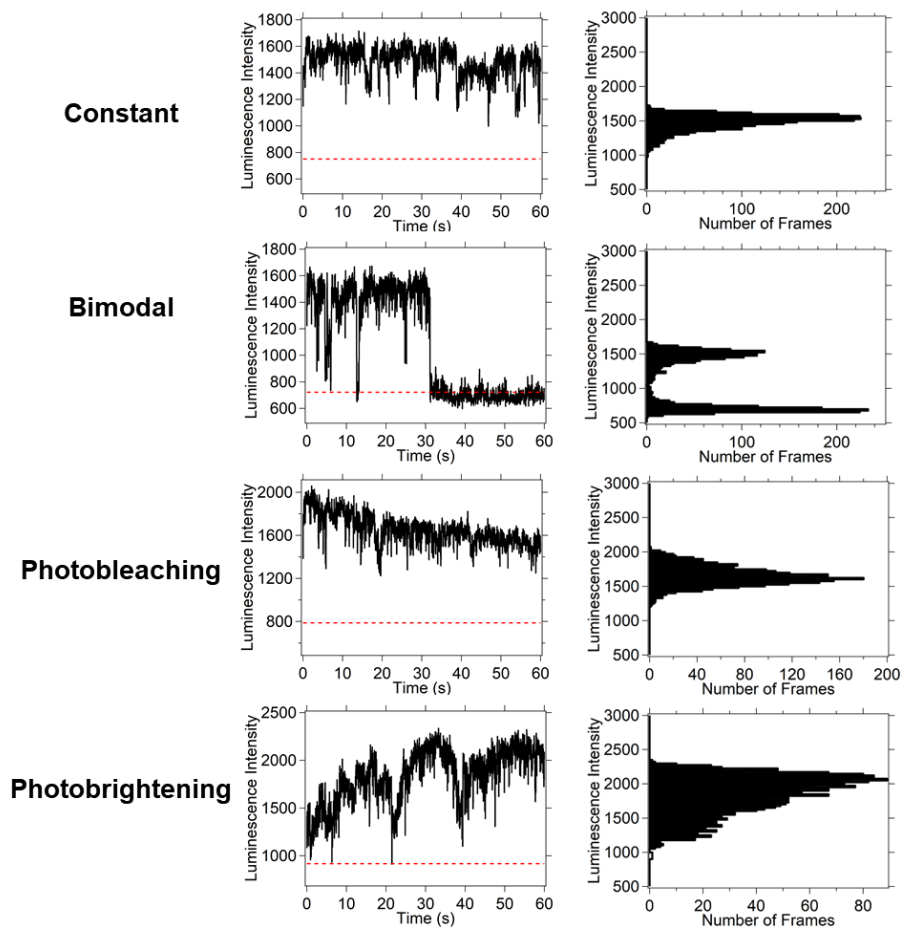 Constant
Luminescence Intensity
1800
1600
1400
1200
1000
800
600
0 10 20 30 40 50 60
Time (s)
Luminescence Intensity
3000
2500
2000
1500
1000
500
0 100 200
Number of Frames
Bimodal
Luminescence Intensity
1800
1600
1400
1200
1000
800
600
0 10 20 30 40 50 60
Time (s)
Luminescence Intensity
3000
2500
2000
1500
1000
500
0 100 200
Number of Frames
Photobleaching
Luminescence Intensity
2000
1600
1200
800
0 10 20 30 40 50 60
Time (s)
Luminescence Intensity
3000
2500
2000
1500
1000
500
0 40 80 120 160 200
Number of Frames
Photobrightening
Luminescence Intensity
2500
2000
1500
1000
0 10 20 30 40 50 60
Time (s)
Luminescence Intensity
3000
2500
2000
1500
1000
500
0 20 40 60 80
Number of Frames